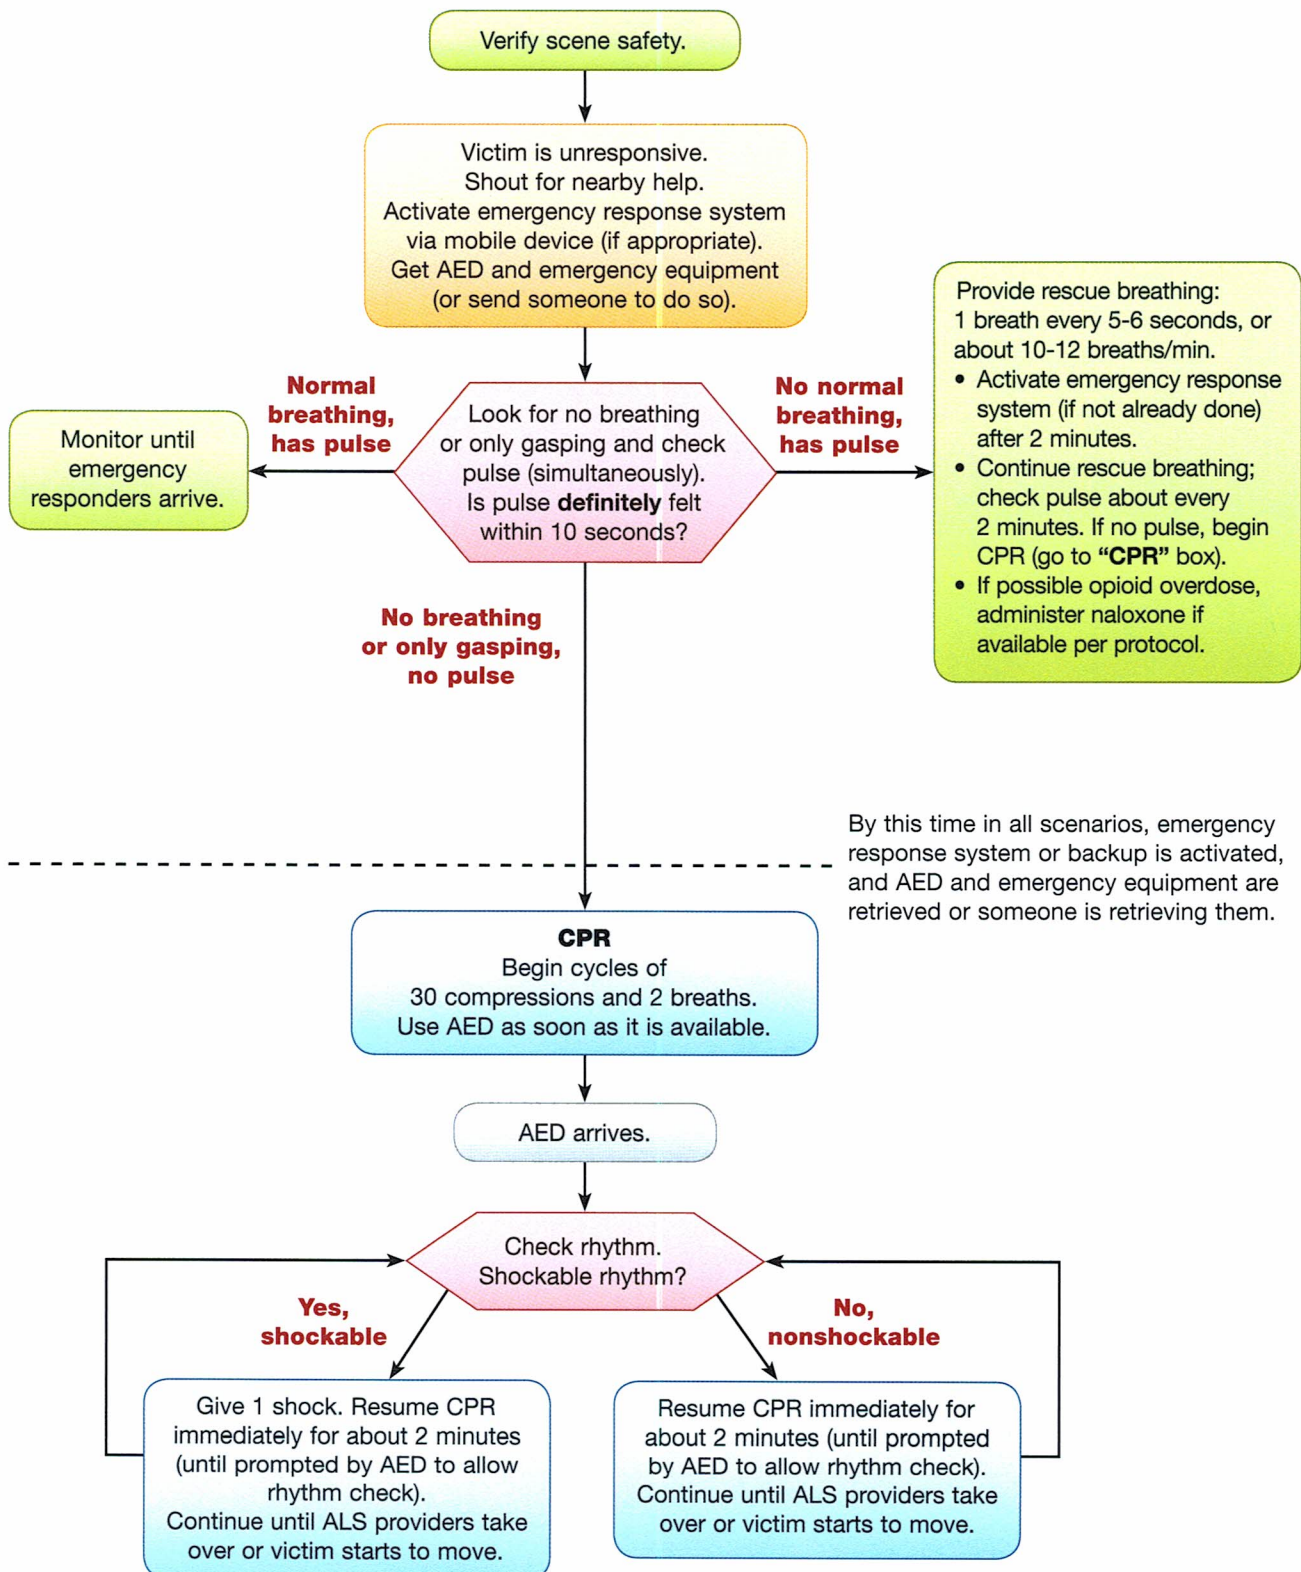 Verify scene safety.
Victim is unresponsive.
Shout for nearby help.
Activate emergency response system
via mobile device (if appropriate).
Get AED and emergency equipment
(or send someone to do so).
Normal
breathing,
has pulse
Look for no breathing
or only gasping and check
pulse (simultaneously).
Is pulse definitely felt
within 10 seconds?
No normal
breathing,
has pulse
Monitor until
emergency
responders arrive.
Provide rescue breathing:
1 breath every 5-6 seconds, or
about 10-12 breaths/min.
• Activate emergency response
system (if not already done)
after 2 minutes.
• Continue rescue breathing;
check pulse about every
2 minutes. If no pulse, begin
CPR (go to “CPR” box).
• If possible opioid overdose,
administer naloxone if
available per protocol.
No breathing
or only gasping,
no pulse
By this time in all scenarios, emergency
response system or backup is activated,
and AED and emergency equipment are
retrieved or someone is retrieving them.
CPR
Begin cycles of
30 compressions and 2 breaths.
Use AED as soon as it is available.
AED arrives.
Check rhythm.
Shockable rhythm?
Yes,
shockable
No,
nonshockable
Give 1 shock. Resume CPR
immediately for about 2 minutes
(until prompted by AED to allow
rhythm check).
Continue until ALS providers take
over or victim starts to move.
Resume CPR immediately for
about 2 minutes (until prompted
by AED to allow rhythm check).
Continue until ALS providers take
over or victim starts to move.